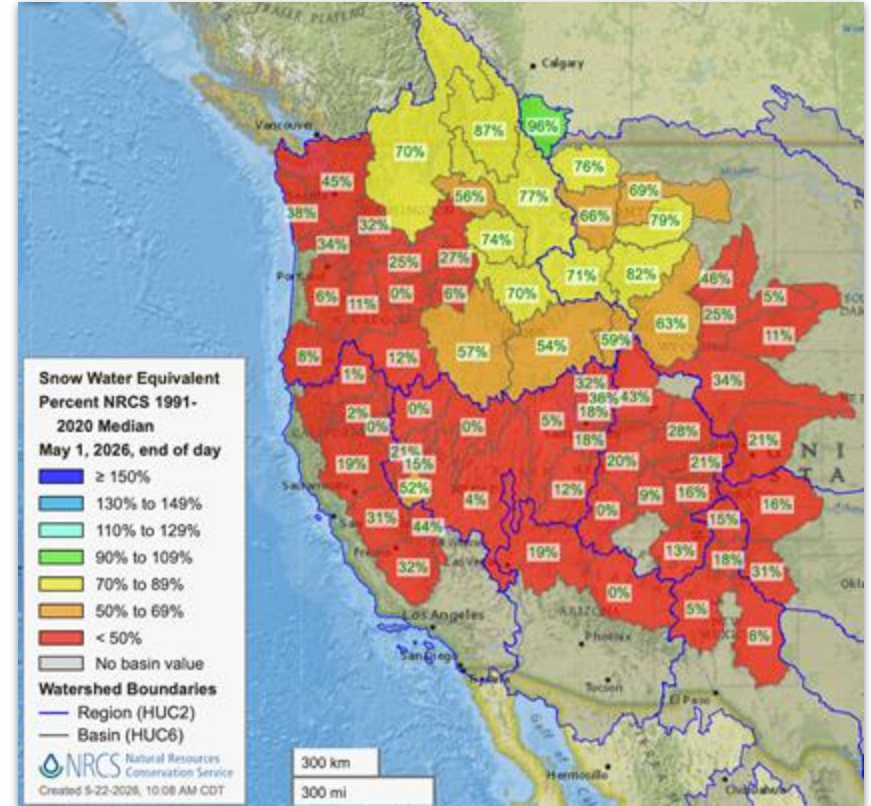 FRASER PLATEAU
Calgary
Vancouver
96%
87%
70%
76%
45%
56%
77%
69%
38%
66%
79%
32%
34%
74%
25%
27%
71%
82%
46%
6%
11%
0%
6%
70%
5%
25%
63%
11%
8%
12%
57%
54%
59%
1%
32%
34%
36%
43%
2%
0%
0%
0%
5%
18%
28%
21%
18%
21%
19%
15%
20%
21%
52%
4%
12%
9%
16%
16%
31%
0%
15%
44%
19%
13%
18%
32%
31%
0%
5%
6%
Los Angeles
ARIZONA
Phoenix
San Diego
Tucson
El Paso
Hermosillo
Chihuahua
Snow Water Equivalent
Percent NRCS 1991-
2020 Median
May 1, 2026, end of day
≥ 150%
130% to 149%
110% to 129%
90% to 109%
70% to 89%
50% to 69%
< 50%
No basin value
Watershed Boundaries
Region (HUC2)
Basin (HUC6)
NRCS Natural Resources
Conservation Service
Created 5-22-2026, 10:08 AM CDT
300 km
300 mi